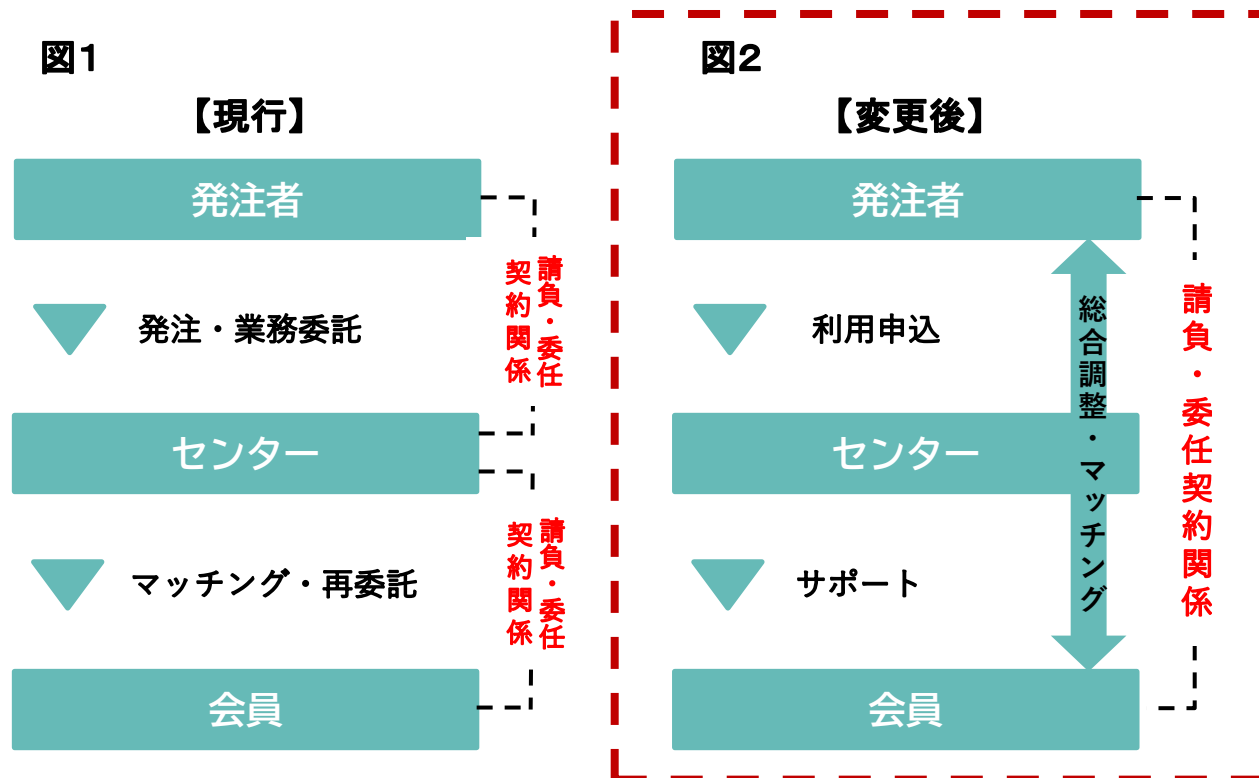 図1
【現行】
発注者
発注・業務委託
請負・委任
契約関係
センター
マッチング・再委託
請負・委任
契約関係
会員
図2
【変更後】
発注者
利用申込
総合調整・マッチング
請負・委任契約関係
センター
サポート
会員